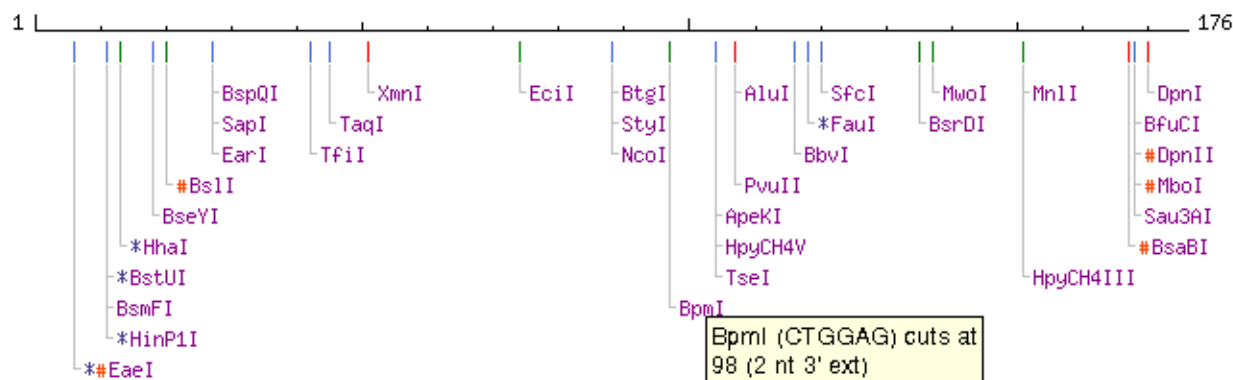 1 176
BspQI XmnI EciI BtgI AluI SfcI MwoI MnlI DpnI
SapI TaqI StyI *FauI BsrDI BfuCI
EarI TfiI NcoI BbvI #DpnII
#BslI PvuII #MboI
BseYI ApeKI Sau3AI
*HhaI HpyCH4V #BsaBI
*BstUI TseI HpyCH4III
BsmFI BpmI
*HinP1I BpmI (CTGGAG) cuts at
*#EaeI 98 (2 nt 3' ext)